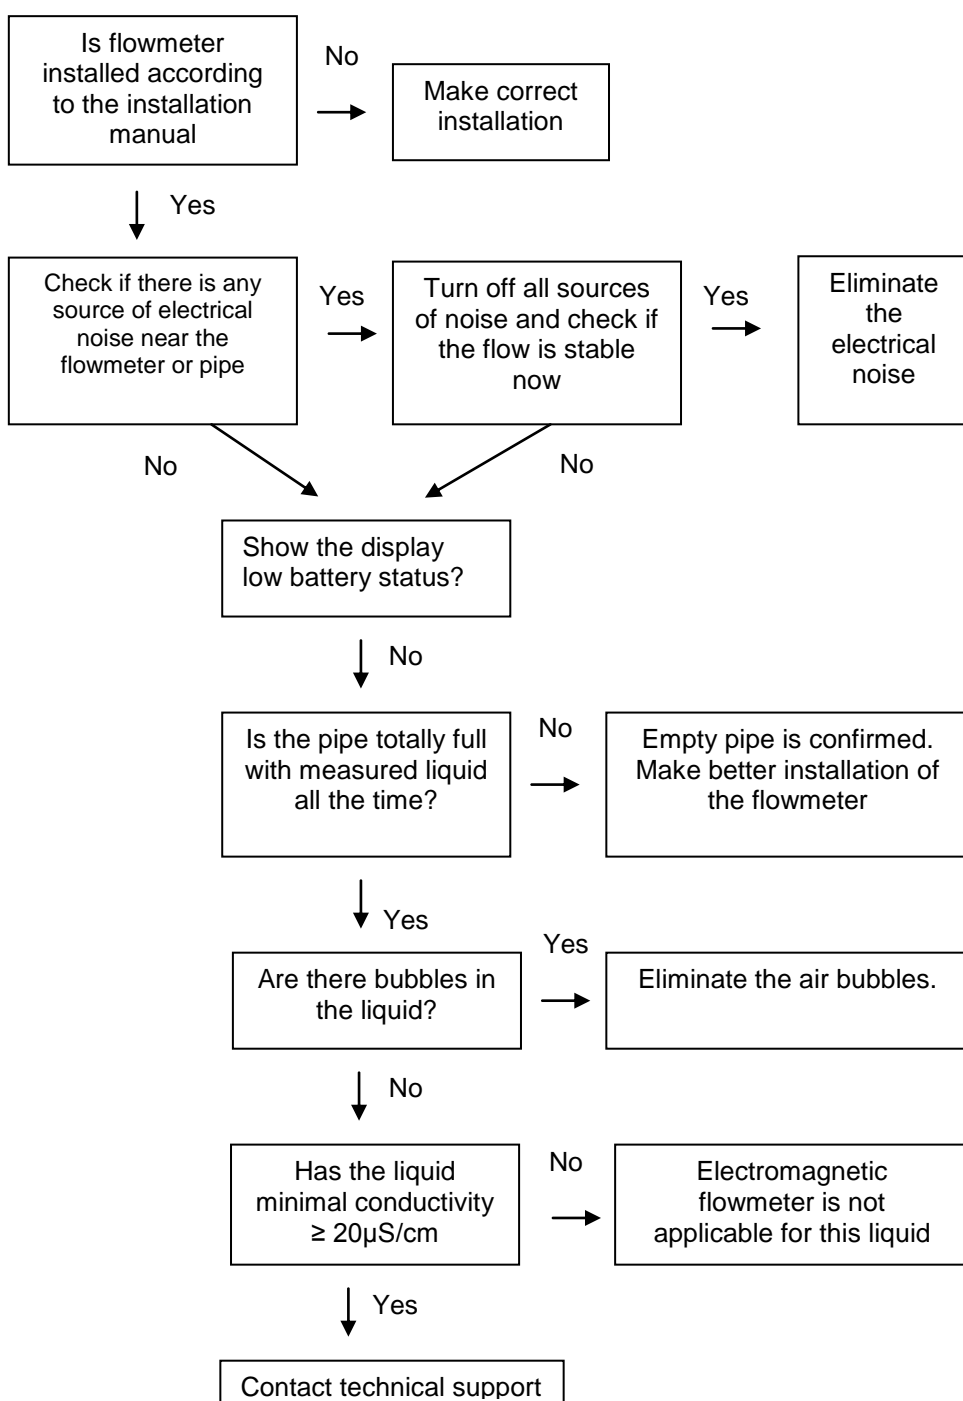 Is flowmeter
installed according
to the installation
manual
No
Make correct
installation
Yes
Check if there is any
source of electrical
noise near the
flowmeter or pipe
Yes
Turn off all sources
of noise and check if
the flow is stable
now
Yes
Eliminate
the
electrical
noise
No
No
Show the display
low battery status?
No
Is the pipe totally full
with measured liquid
all the time?
No
Empty pipe is confirmed.
Make better installation of
the flowmeter
Yes
Are there bubbles in
the liquid?
Yes
Eliminate the air bubbles.
No
Has the liquid
minimal conductivity
≥ 20µS/cm
No
Electromagnetic
flowmeter is not
applicable for this liquid
Yes
Contact technical support